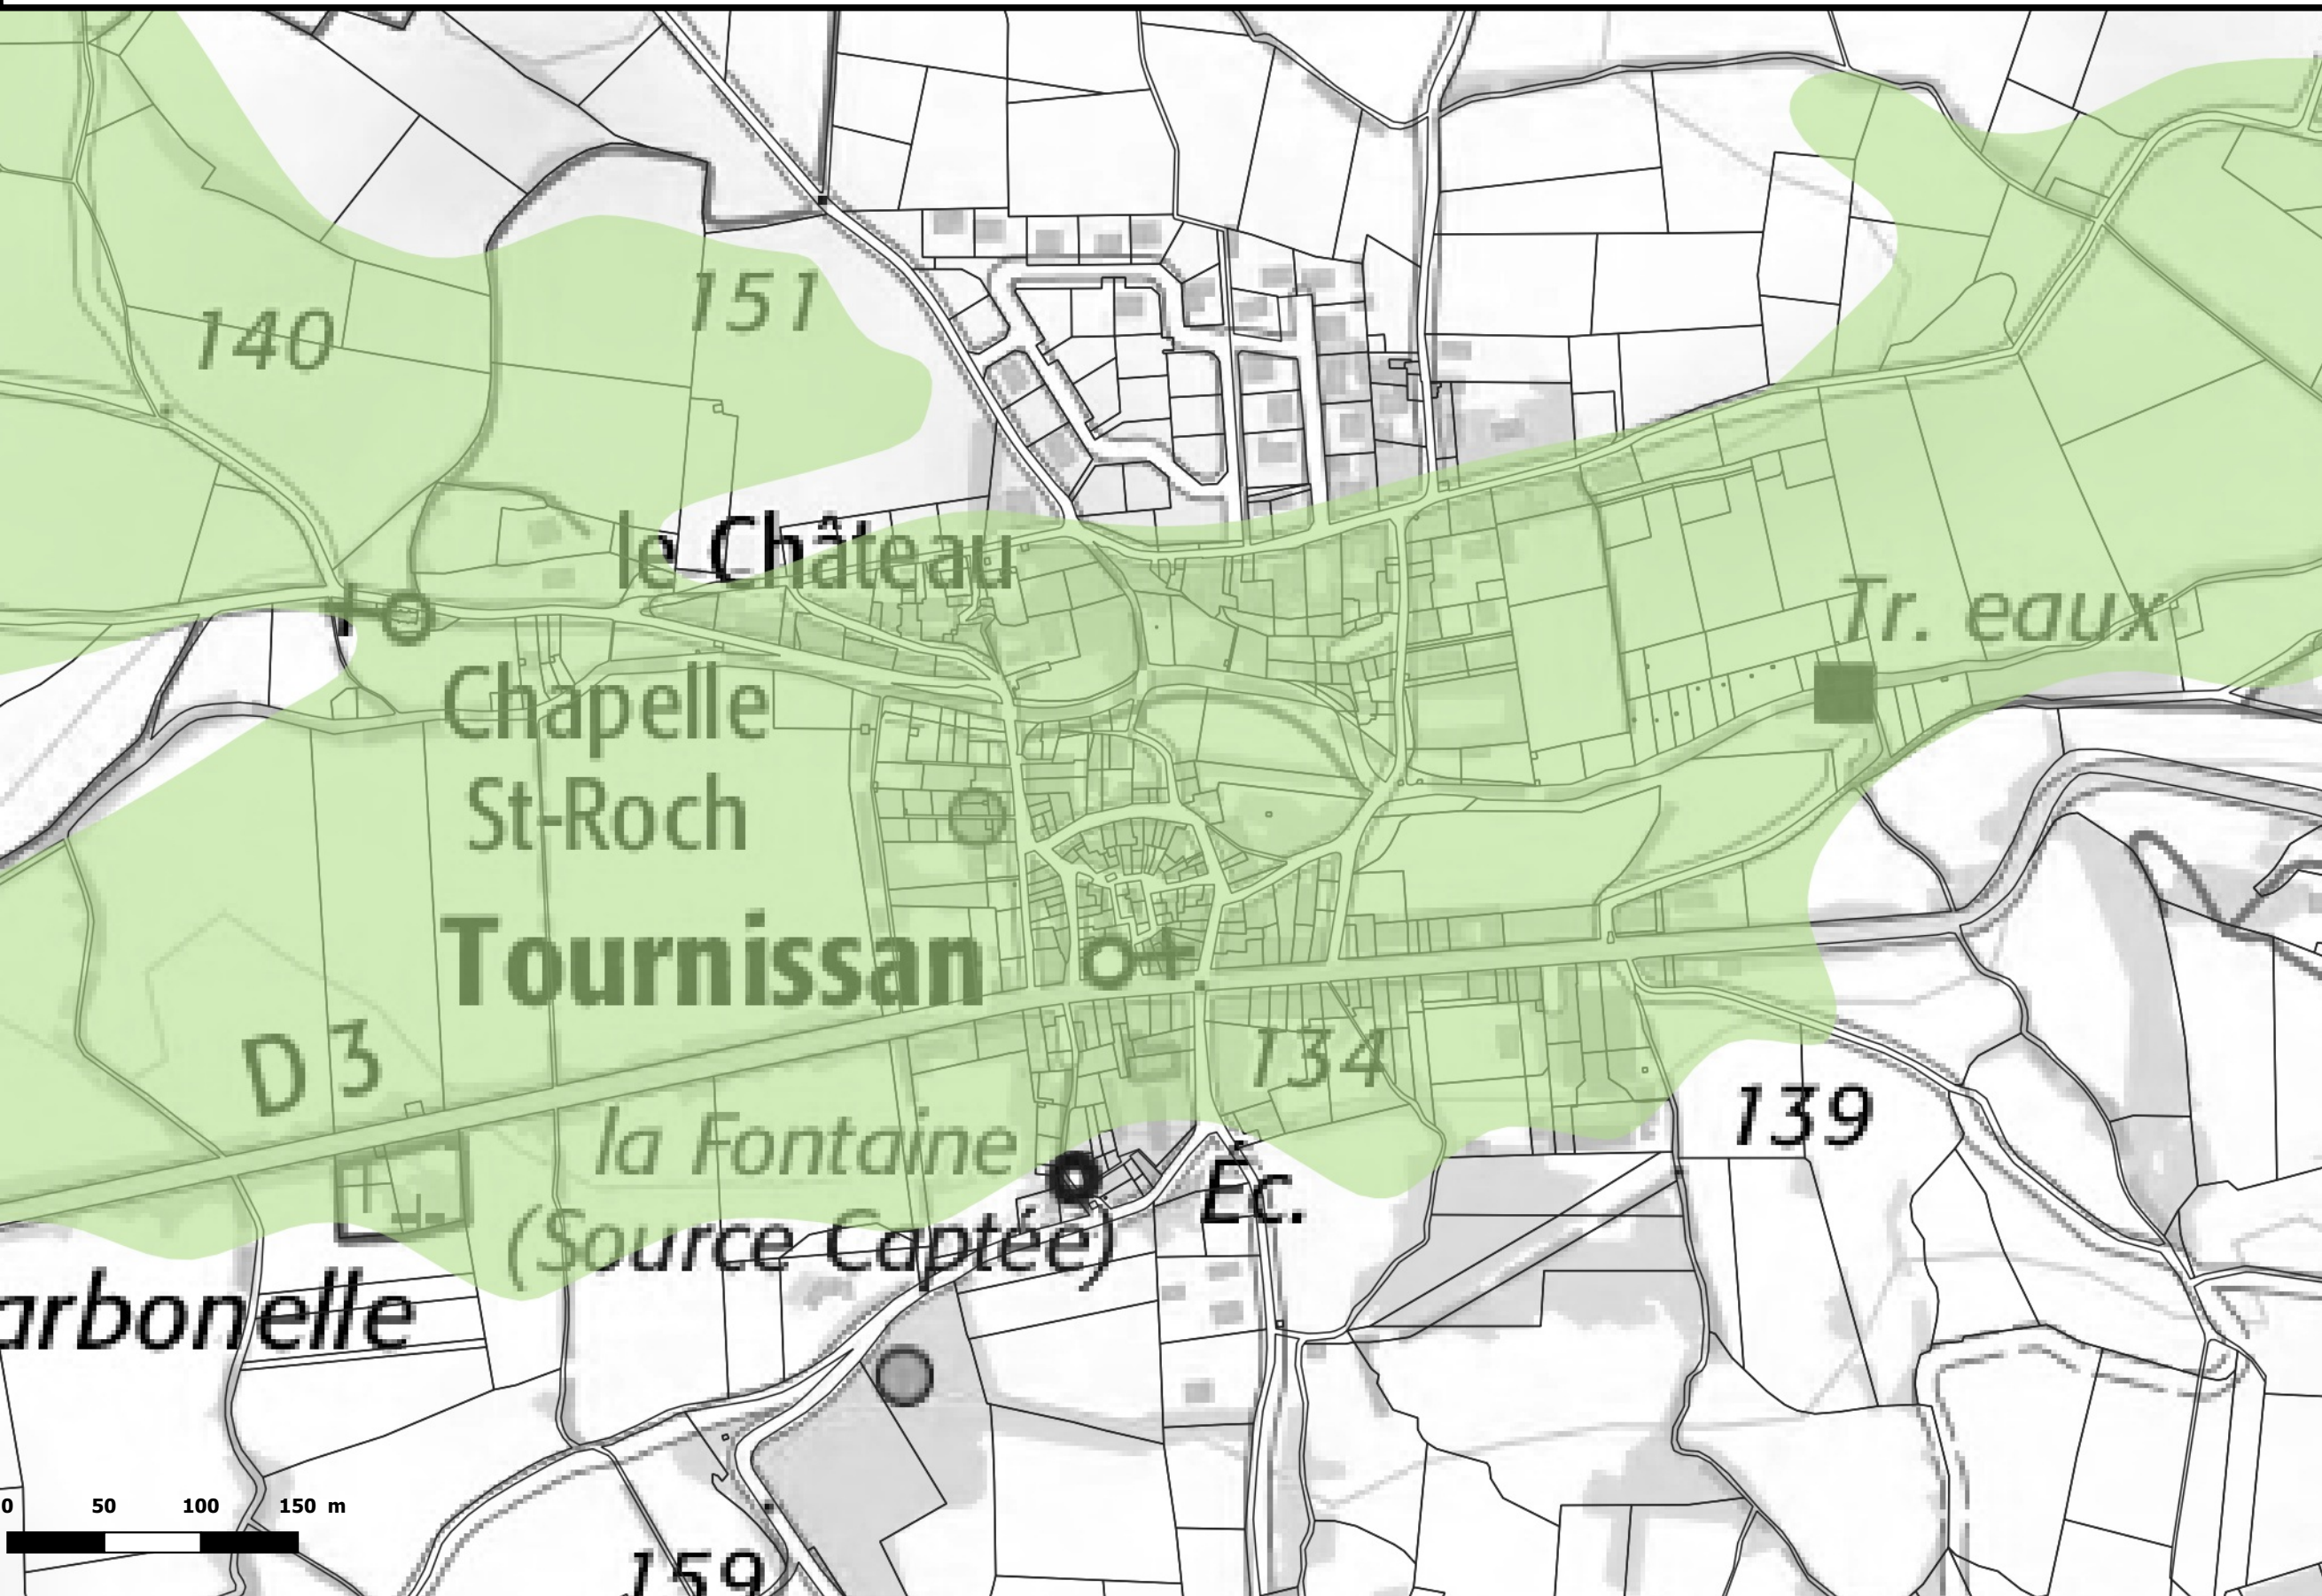 151
140
le Château
Tr. eaux
Chapelle
St-Roch
Tournissan
D 3
134
la Fontaine
139
(Source Captée)
Éc.
arbonelle
0 50 100 150 m
159